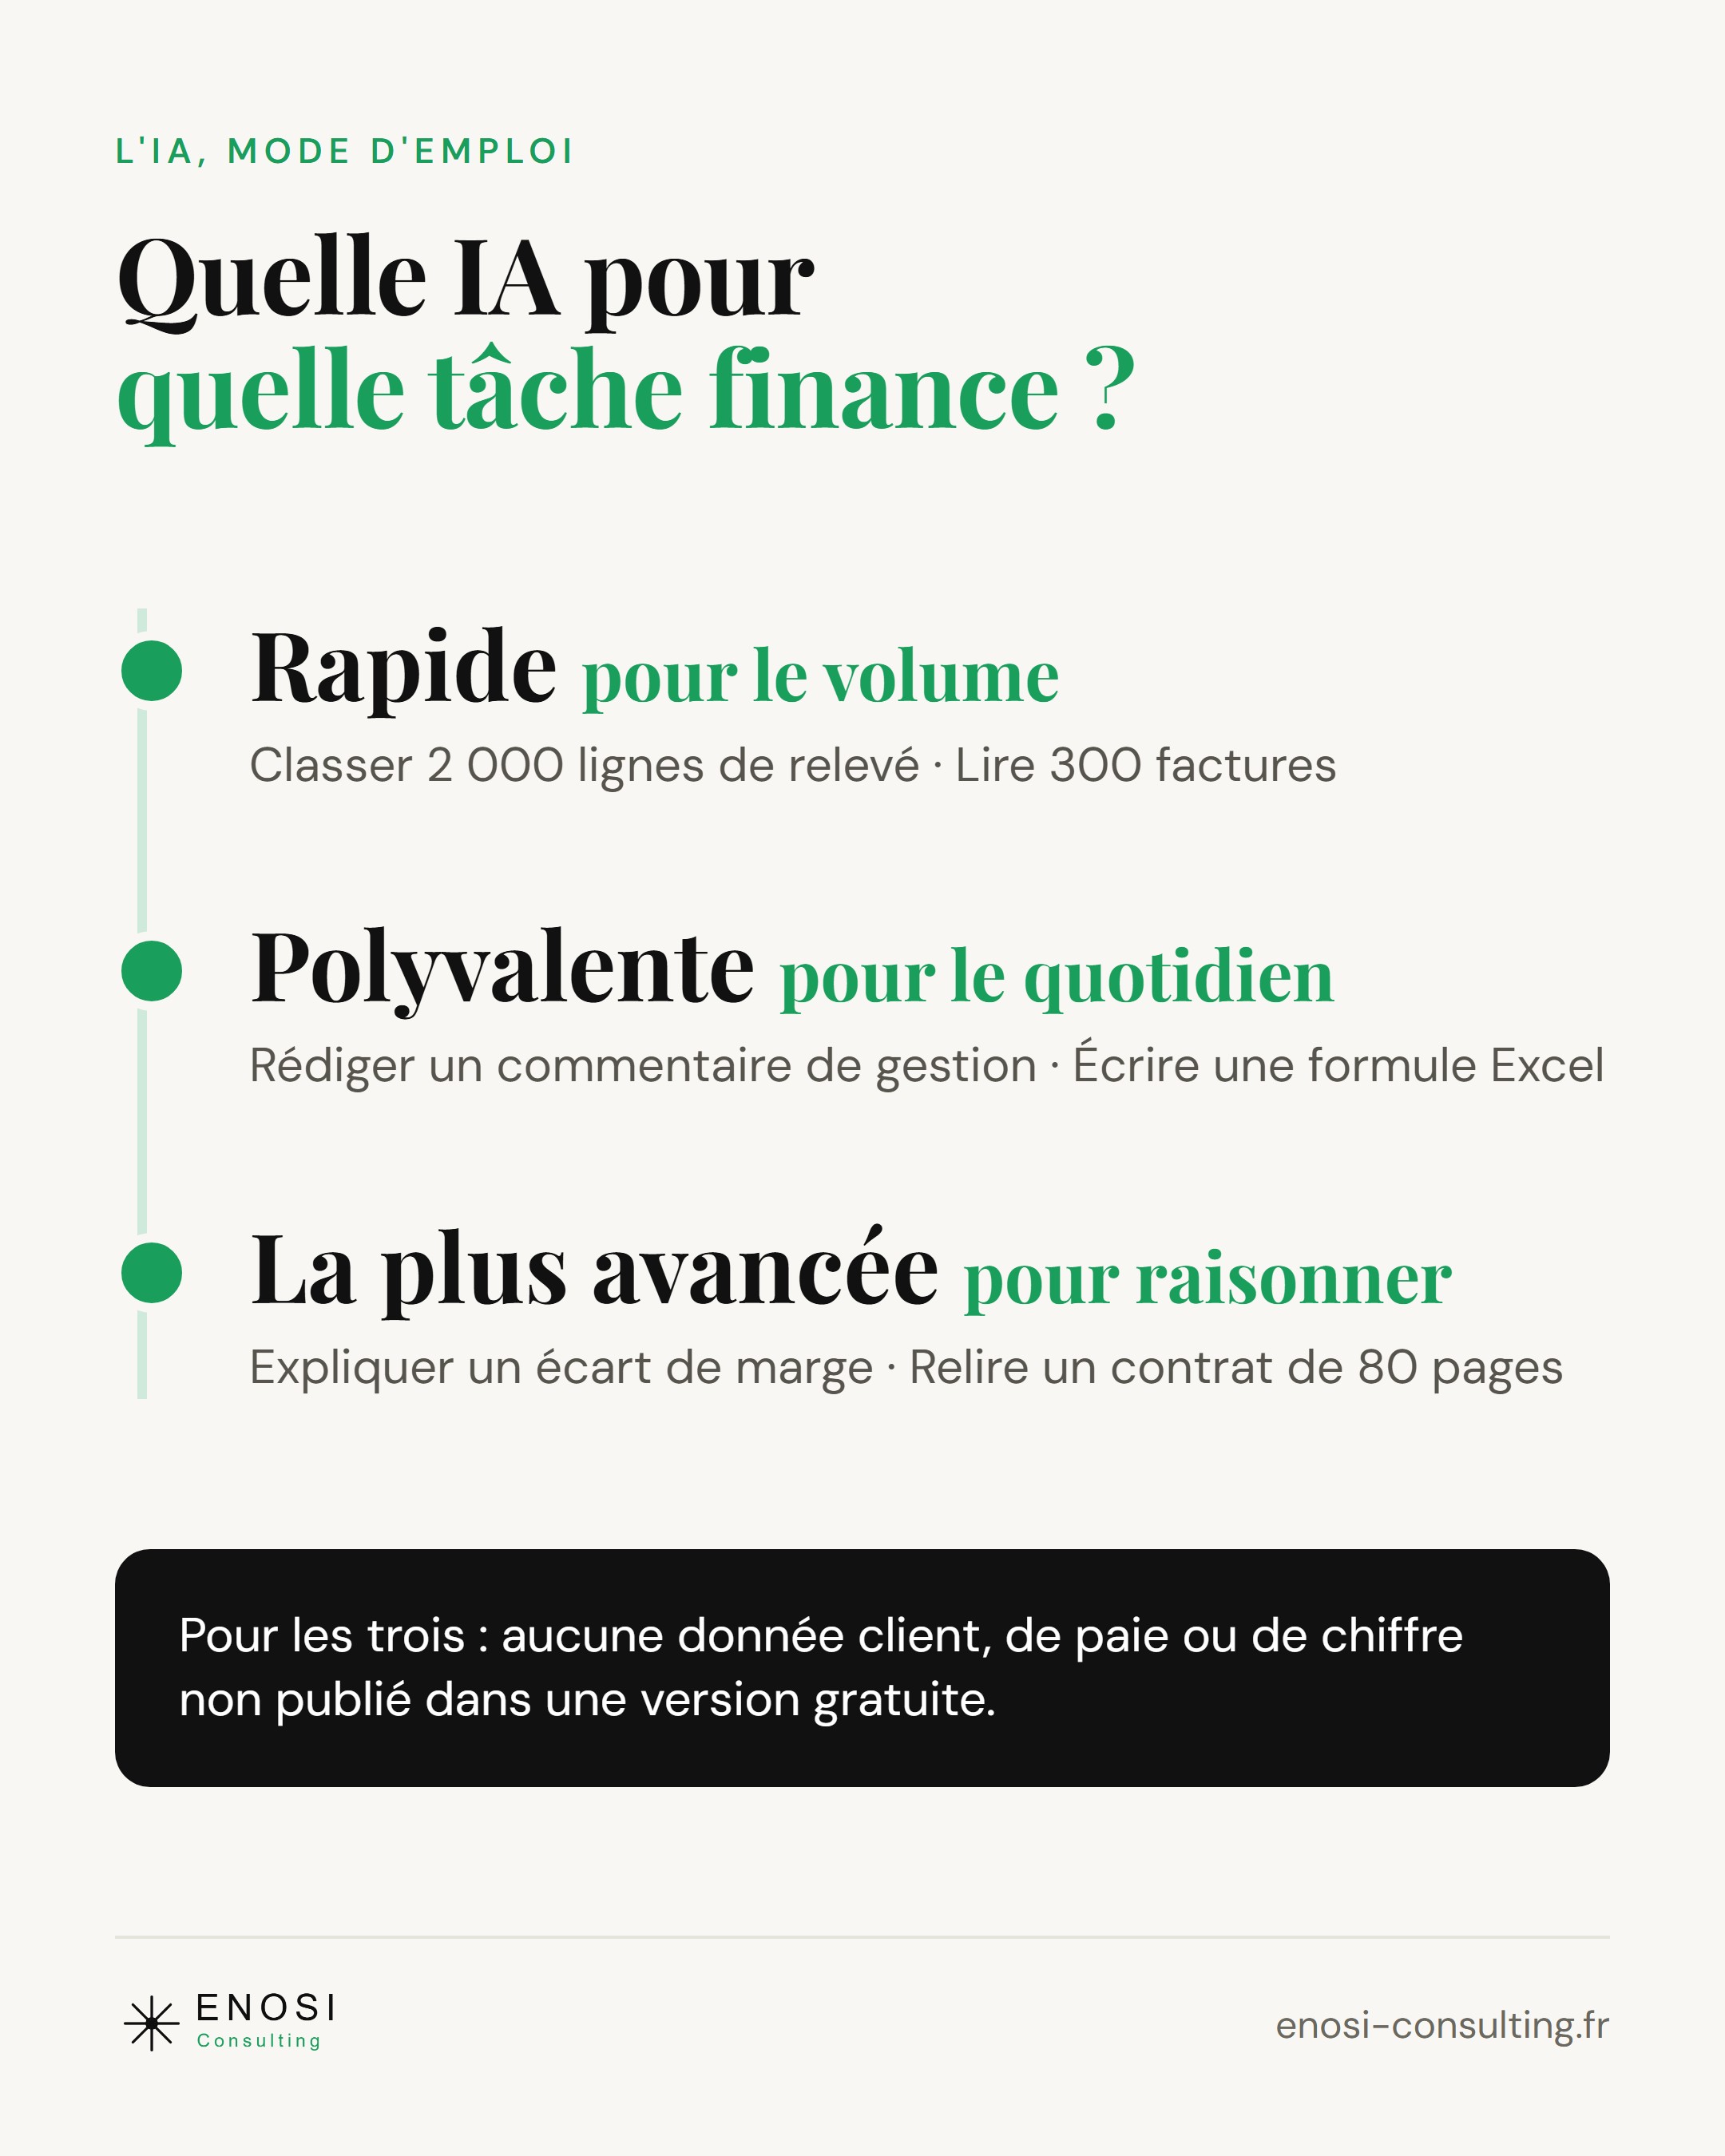 L'IA, MODE D'EMPLOI
Quelle IA pour
quelle tâche finance ?
Rapide pour le volume
Classer 2 000 lignes de relevé · Lire 300 factures
Polyvalente pour le quotidien
Rédiger un commentaire de gestion · Écrire une formule Excel
La plus avancée pour raisonner
Expliquer un écart de marge · Relire un contrat de 80 pages
Pour les trois : aucune donnée client, de paie ou de chiffre
non publié dans une version gratuite.
ENOSI
Consulting
enosi-consulting.fr